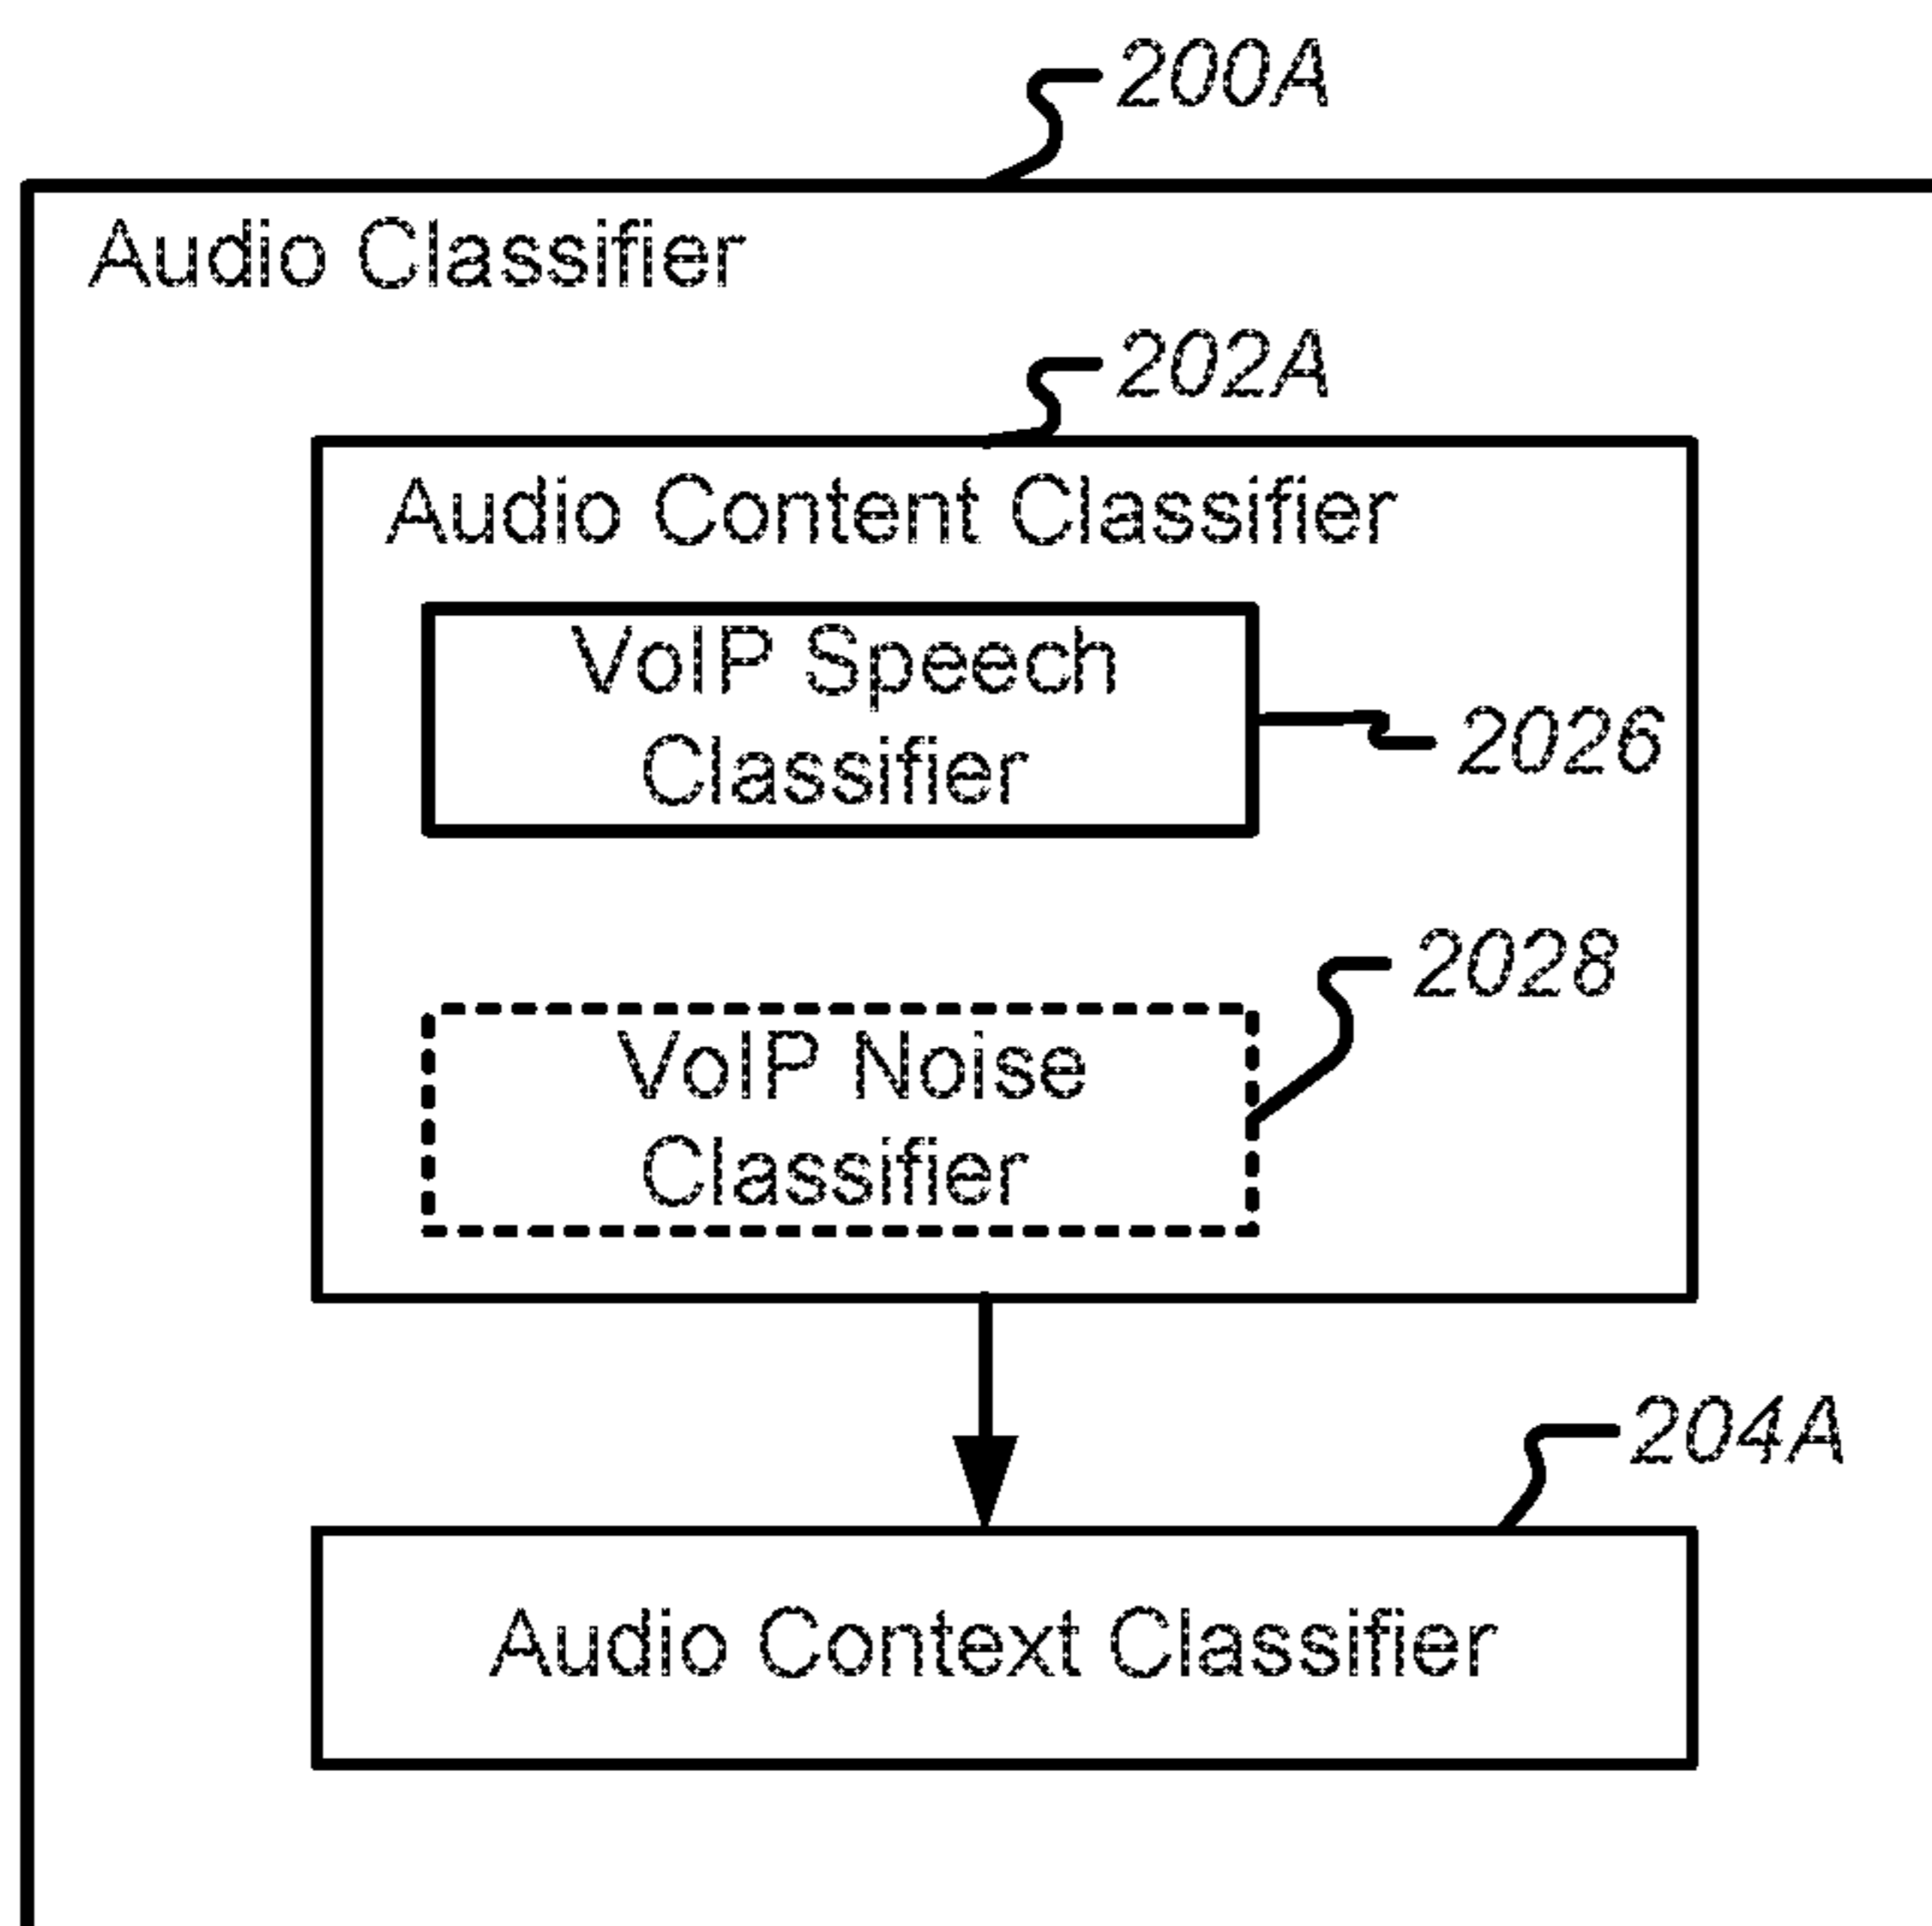 200A
Audio Classifier
202A
Audio Content Classifier
VoIP Speech
Classifier
2026
2028
VoIP Noise
Classifier
204A
Audio Context Classifier